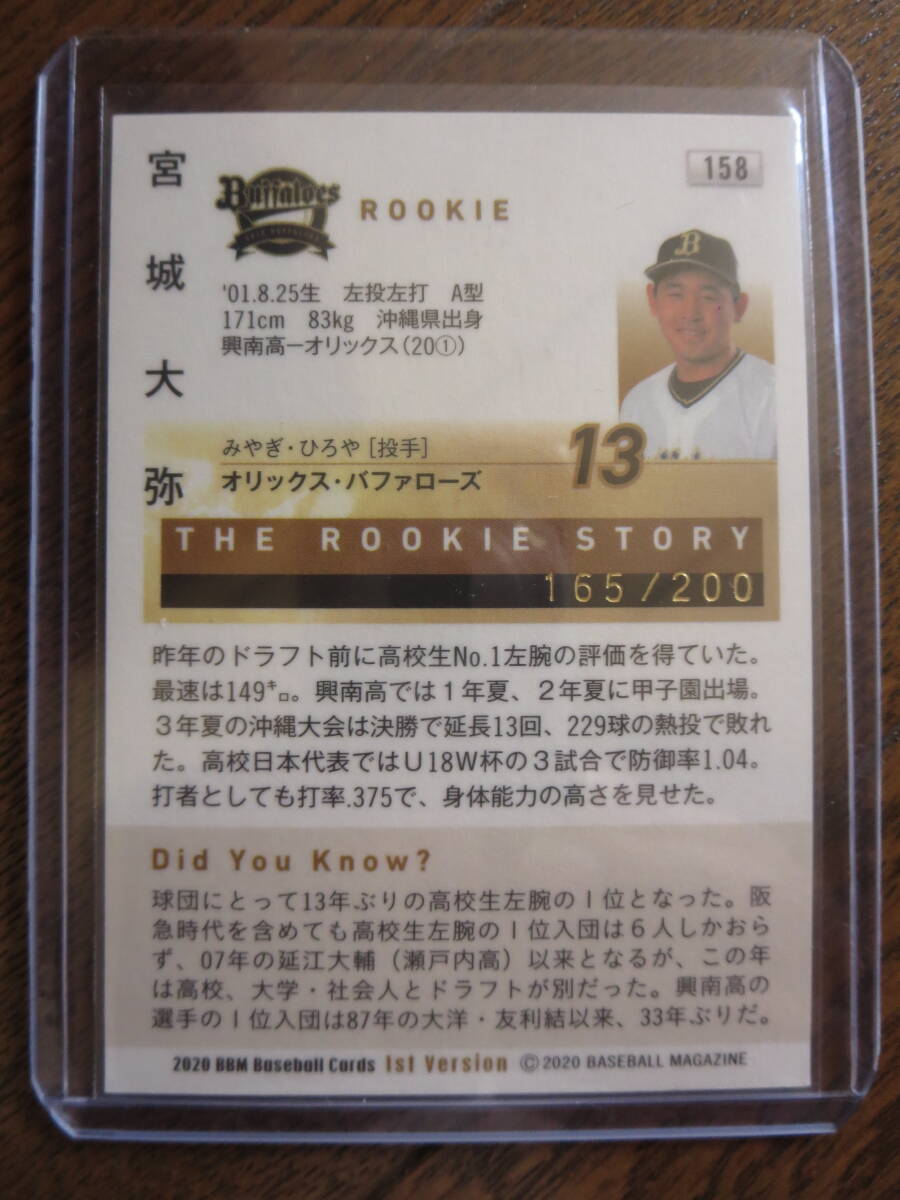 宮城大弥
Buffaloes
ROOKIE
158
'01.8.25生 左投左打 A型
171cm 83kg 沖縄県出身
興南高ーオリックス(20①)
B
みやぎ・ひろや[投手]
オリックス・バファローズ
13
THE ROOKIE STORY
165/200
昨年のドラフト前に高校生No.1左腕の評価を得ていた。
最速は149㌔。興南高では1年夏、2年夏に甲子園出場。
3年夏の沖縄大会は決勝で延長13回、229球の熱投で敗れ
た。高校日本代表ではU18W杯の3試合で防御率1.04。
打者としても打率.375で、身体能力の高さを見せた。
Did You Know?
球団にとって13年ぶりの高校生左腕の1位となった。阪
急時代を含めても高校生左腕の1位入団は6人しかおら
ず、07年の延江大輔（瀬戸内高）以来となるが、この年
は高校、大学・社会人とドラフトが別だった。興南高の
選手の1位入団は87年の大洋・友利結以来、33年ぶりだ。
2020 BBM Baseball Cards 1st Version ©2020 BASEBALL MAGAZINE